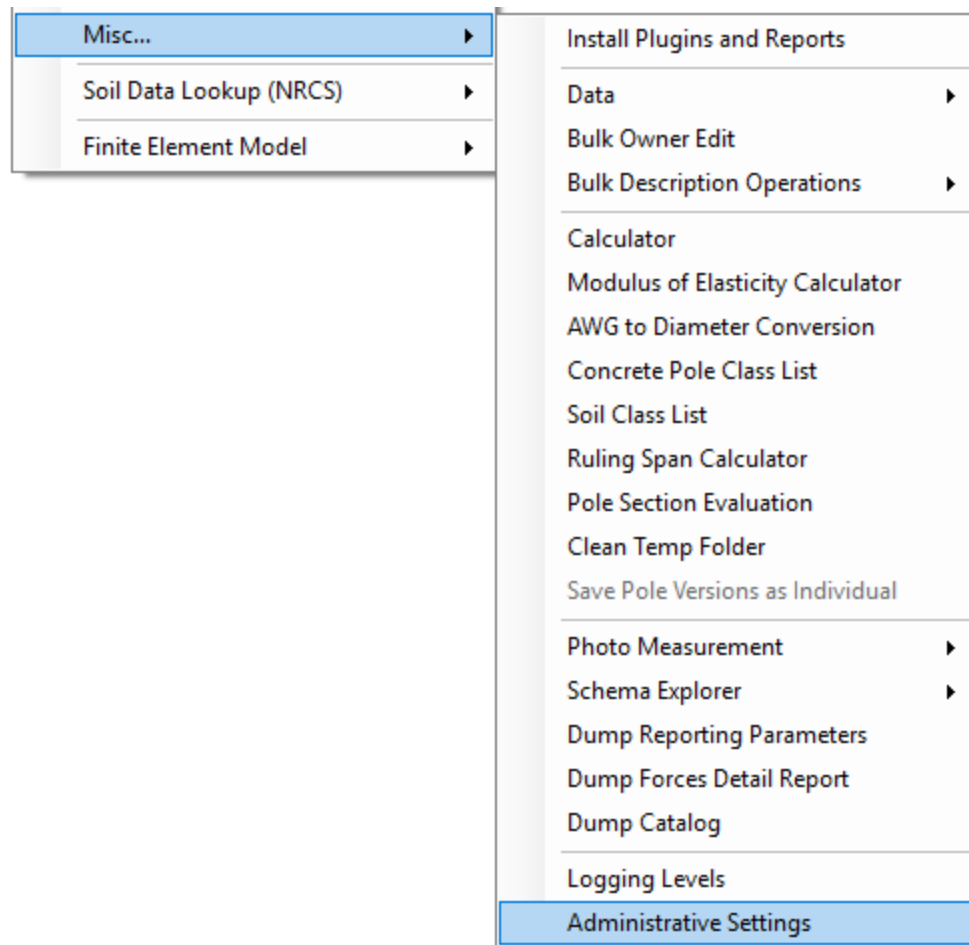 Misc...
Soil Data Lookup (NRCS)
Finite Element Model
Install Plugins and Reports
Data
Bulk Owner Edit
Bulk Description Operations
Calculator
Modulus of Elasticity Calculator
AWG to Diameter Conversion
Concrete Pole Class List
Soil Class List
Ruling Span Calculator
Pole Section Evaluation
Clean Temp Folder
Save Pole Versions as Individual
Photo Measurement
Schema Explorer
Dump Reporting Parameters
Dump Forces Detail Report
Dump Catalog
Logging Levels
Administrative Settings